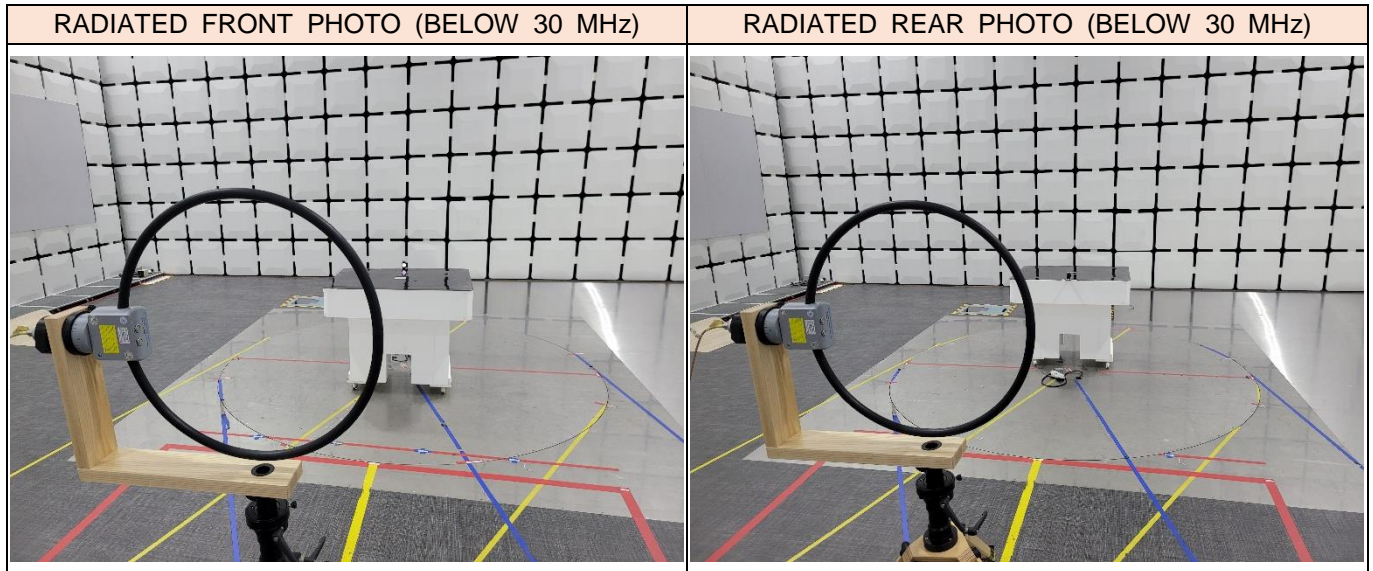 RADIATED FRONT PHOTO (BELOW 30 MHz)
RADIATED REAR PHOTO (BELOW 30 MHz)